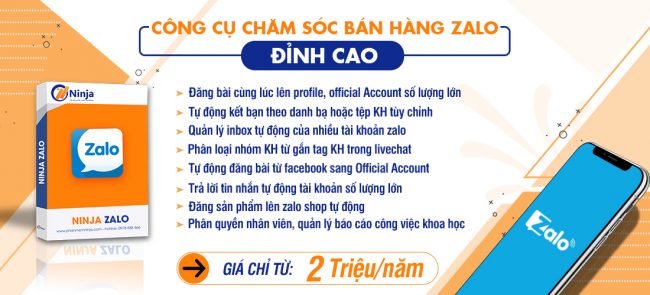 CÔNG CỤ CHĂM SÓC BÁN HÀNG ZALO
ĐỈNH CAO
Ninja
Zalo
NINJA ZALO
NINJA ZALO
Đăng bài cùng lúc lên profile, official Account số lượng lớn
Tự động kết bạn theo danh bạ hoặc tệp KH tùy chỉnh
Quản lý inbox tự động của nhiều tài khoản zalo
Phân loại nhóm KH từ gắn tag KH trong livechat
Tự động đăng bài từ facebook sang Official Account
Trả lời tin nhắn tự động tài khoản số lượng lớn
Đăng sản phẩm lên zalo shop tự động
Phân quyền nhân viên, quản lý báo cáo công việc khoa học
GIÁ CHỈ TỪ: 2 Triệu/năm
Zalo